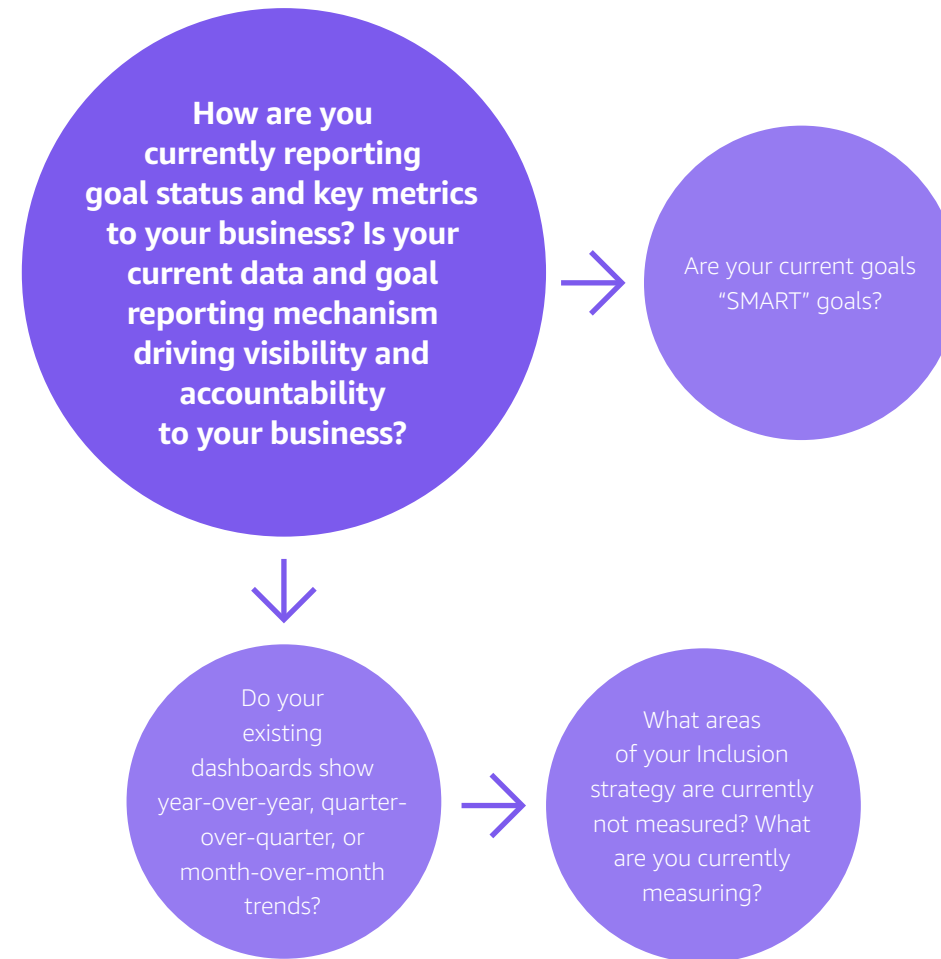 How are you
currently reporting
goal status and key metrics
to your business? Is your
current data and goal
reporting mechanism
driving visibility and
accountability
to your business?
Are your current goals
“SMART” goals?
Do your
existing
dashboards show
year-over-year, quarter-
over-quarter, or
month-over-month
trends?
What areas
of your Inclusion
strategy are currently
not measured? What
are you currently
measuring?